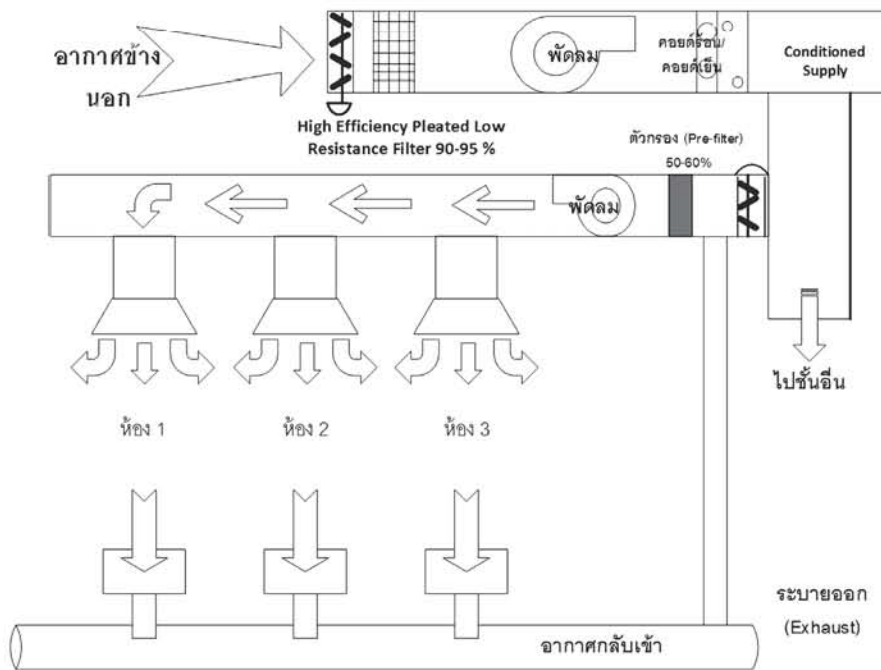 อากาศข้าง
นอก
พัดลม
คอยด์ร้อน/
คอยด์เย็น
Conditioned
Supply
High Efficiency Pleated Low
Resistance Filter 90-95 %
ตัวกรอง (Pre-filter)
50-60%
พัดลม
ไปชั้นอื่น
ห้อง 1
ห้อง 2
ห้อง 3
ระบายออก
(Exhaust)
อากาศกลับเข้า